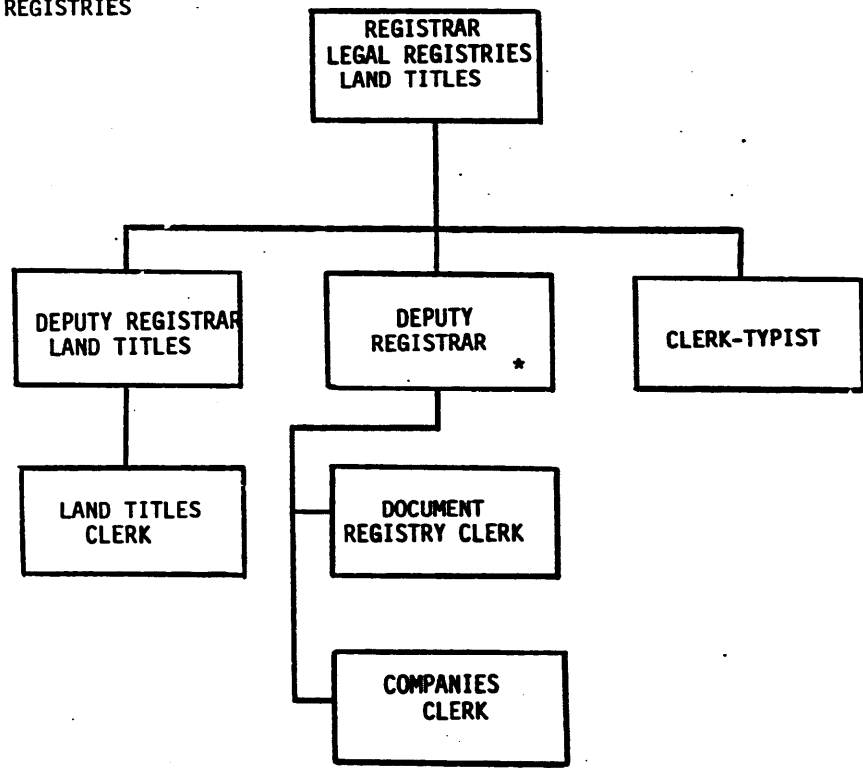 REGISTRIES
REGISTRAR
LEGAL REGISTRIES
LAND TITLES
DEPUTY REGISTRAR
LAND TITLES
DEPUTY
REGISTRAR
*
CLERK-TYPIST
LAND TITLES
CLERK
DOCUMENT
REGISTRY CLERK
COMPANIES
CLERK